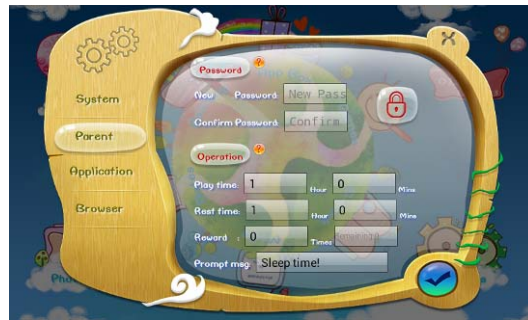 System
Parent
Application
Browser
Password
New Password: New Pass
Confirm Password: Confirm
Operation
Play time: 1 Hour 0 Mins
Rest time: 1 Hour 0 Mins
Reward : 0 Times
Prompt msg: Sleep time!